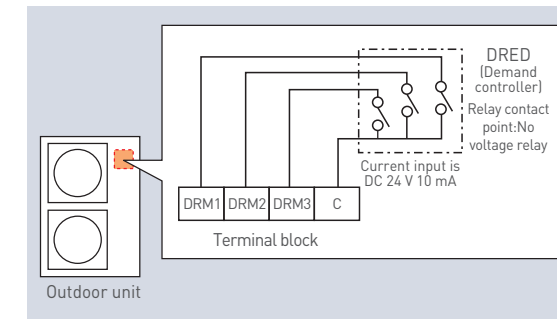 DRED
(Demand
controller)
Relay contact
point:No
voltage relay
Current input is
DC 24 V 10 mA
DRM1 DRM2 DRM3 C
Terminal block
Outdoor unit